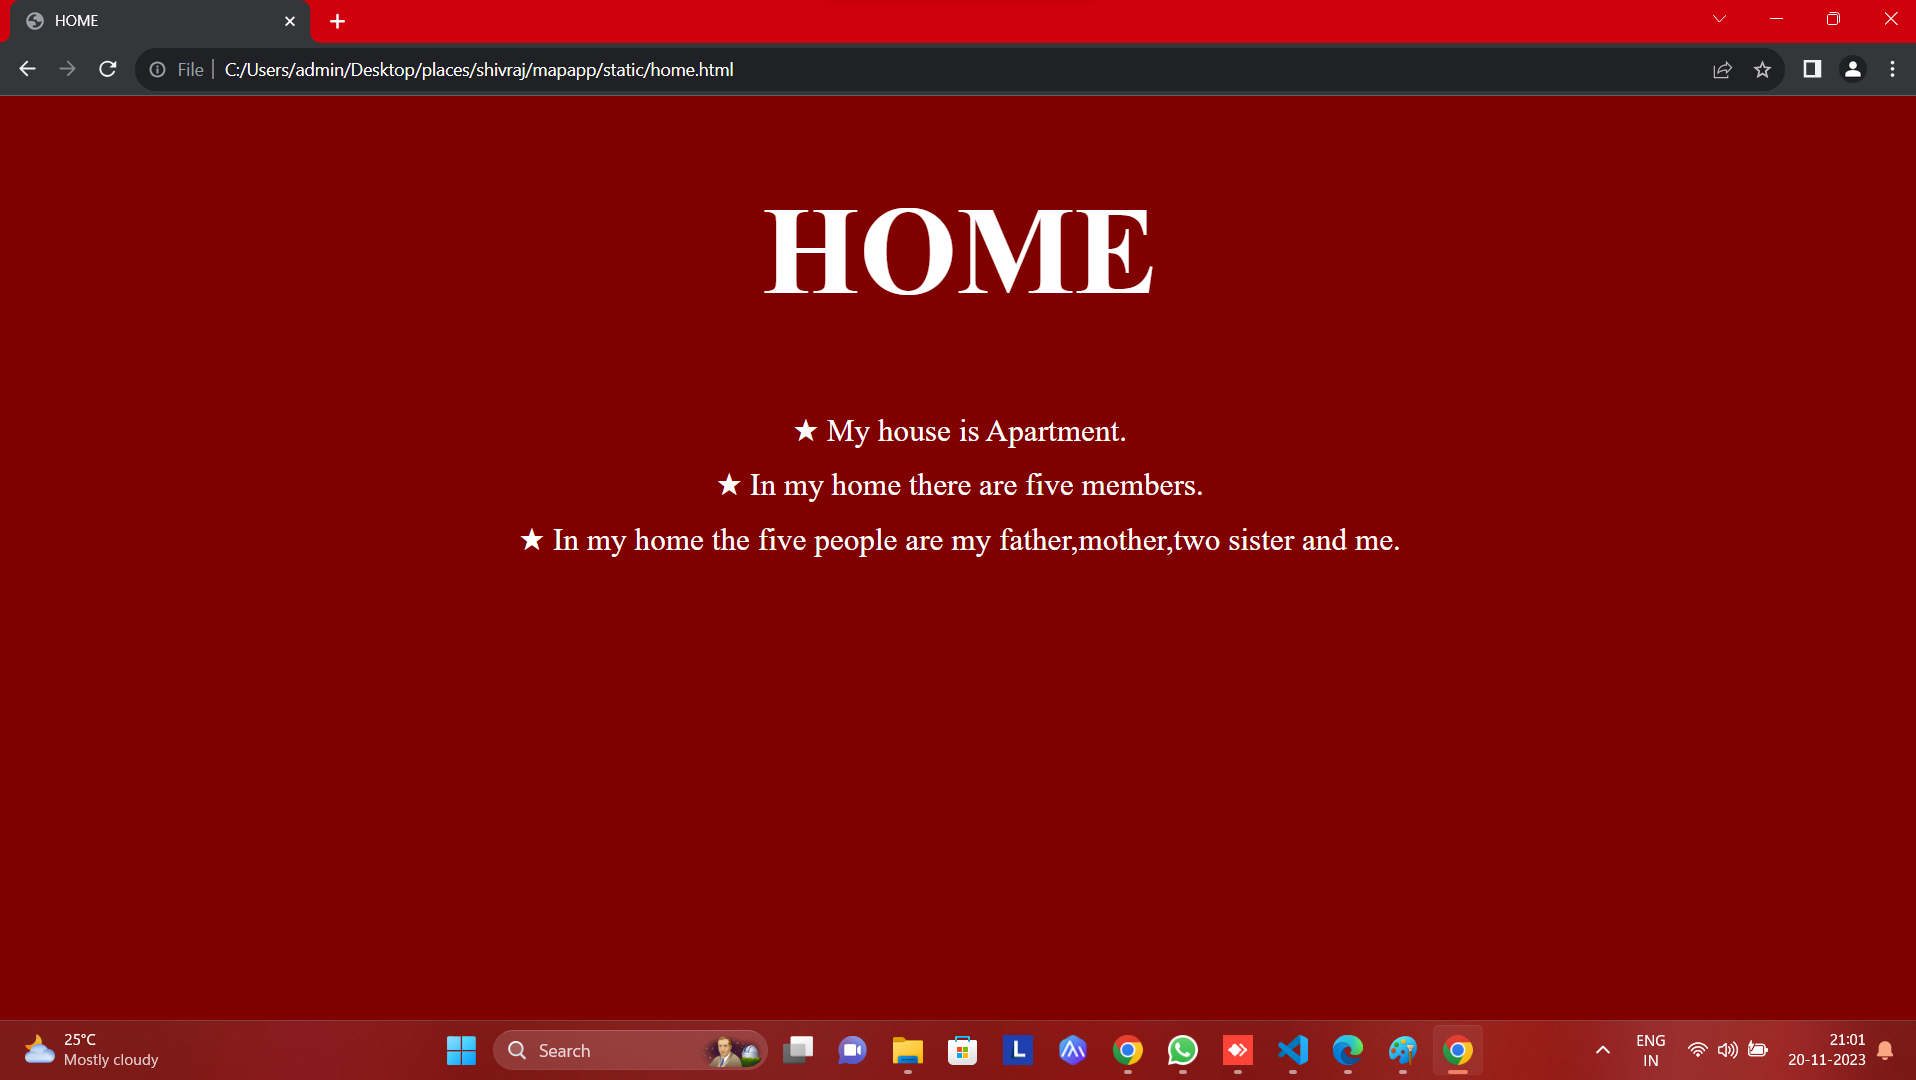 HOME
File
C:/Users/admin/Desktop/places/shivraj/mapapp/static/home.html
HOME
★ My house is Apartment.
★ In my home there are five members.
★ In my home the five people are my father,mother,two sister and me.
25°C
Mostly cloudy
Search
L
ENG
IN
21:01
20-11-2023